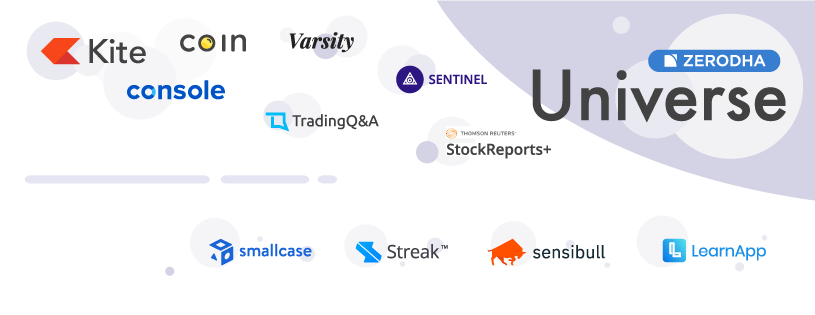 Kite
coin
Varsity
console
SENTINEL
TradingQ&A
THOMSON REUTERS
StockReports+
ZERODHA
Universe
smallcase
Streak™
sensibull
LearnApp